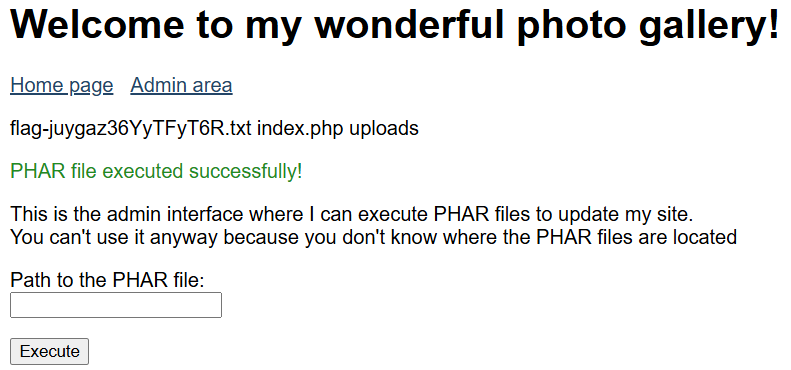 Welcome to my wonderful photo gallery!
Home page Admin area
flag-juygaz36YyTFyT6R.txt index.php uploads
PHAR file executed successfully!
This is the admin interface where I can execute PHAR files to update my site.
You can't use it anyway because you don't know where the PHAR files are located
Path to the PHAR file:
Execute